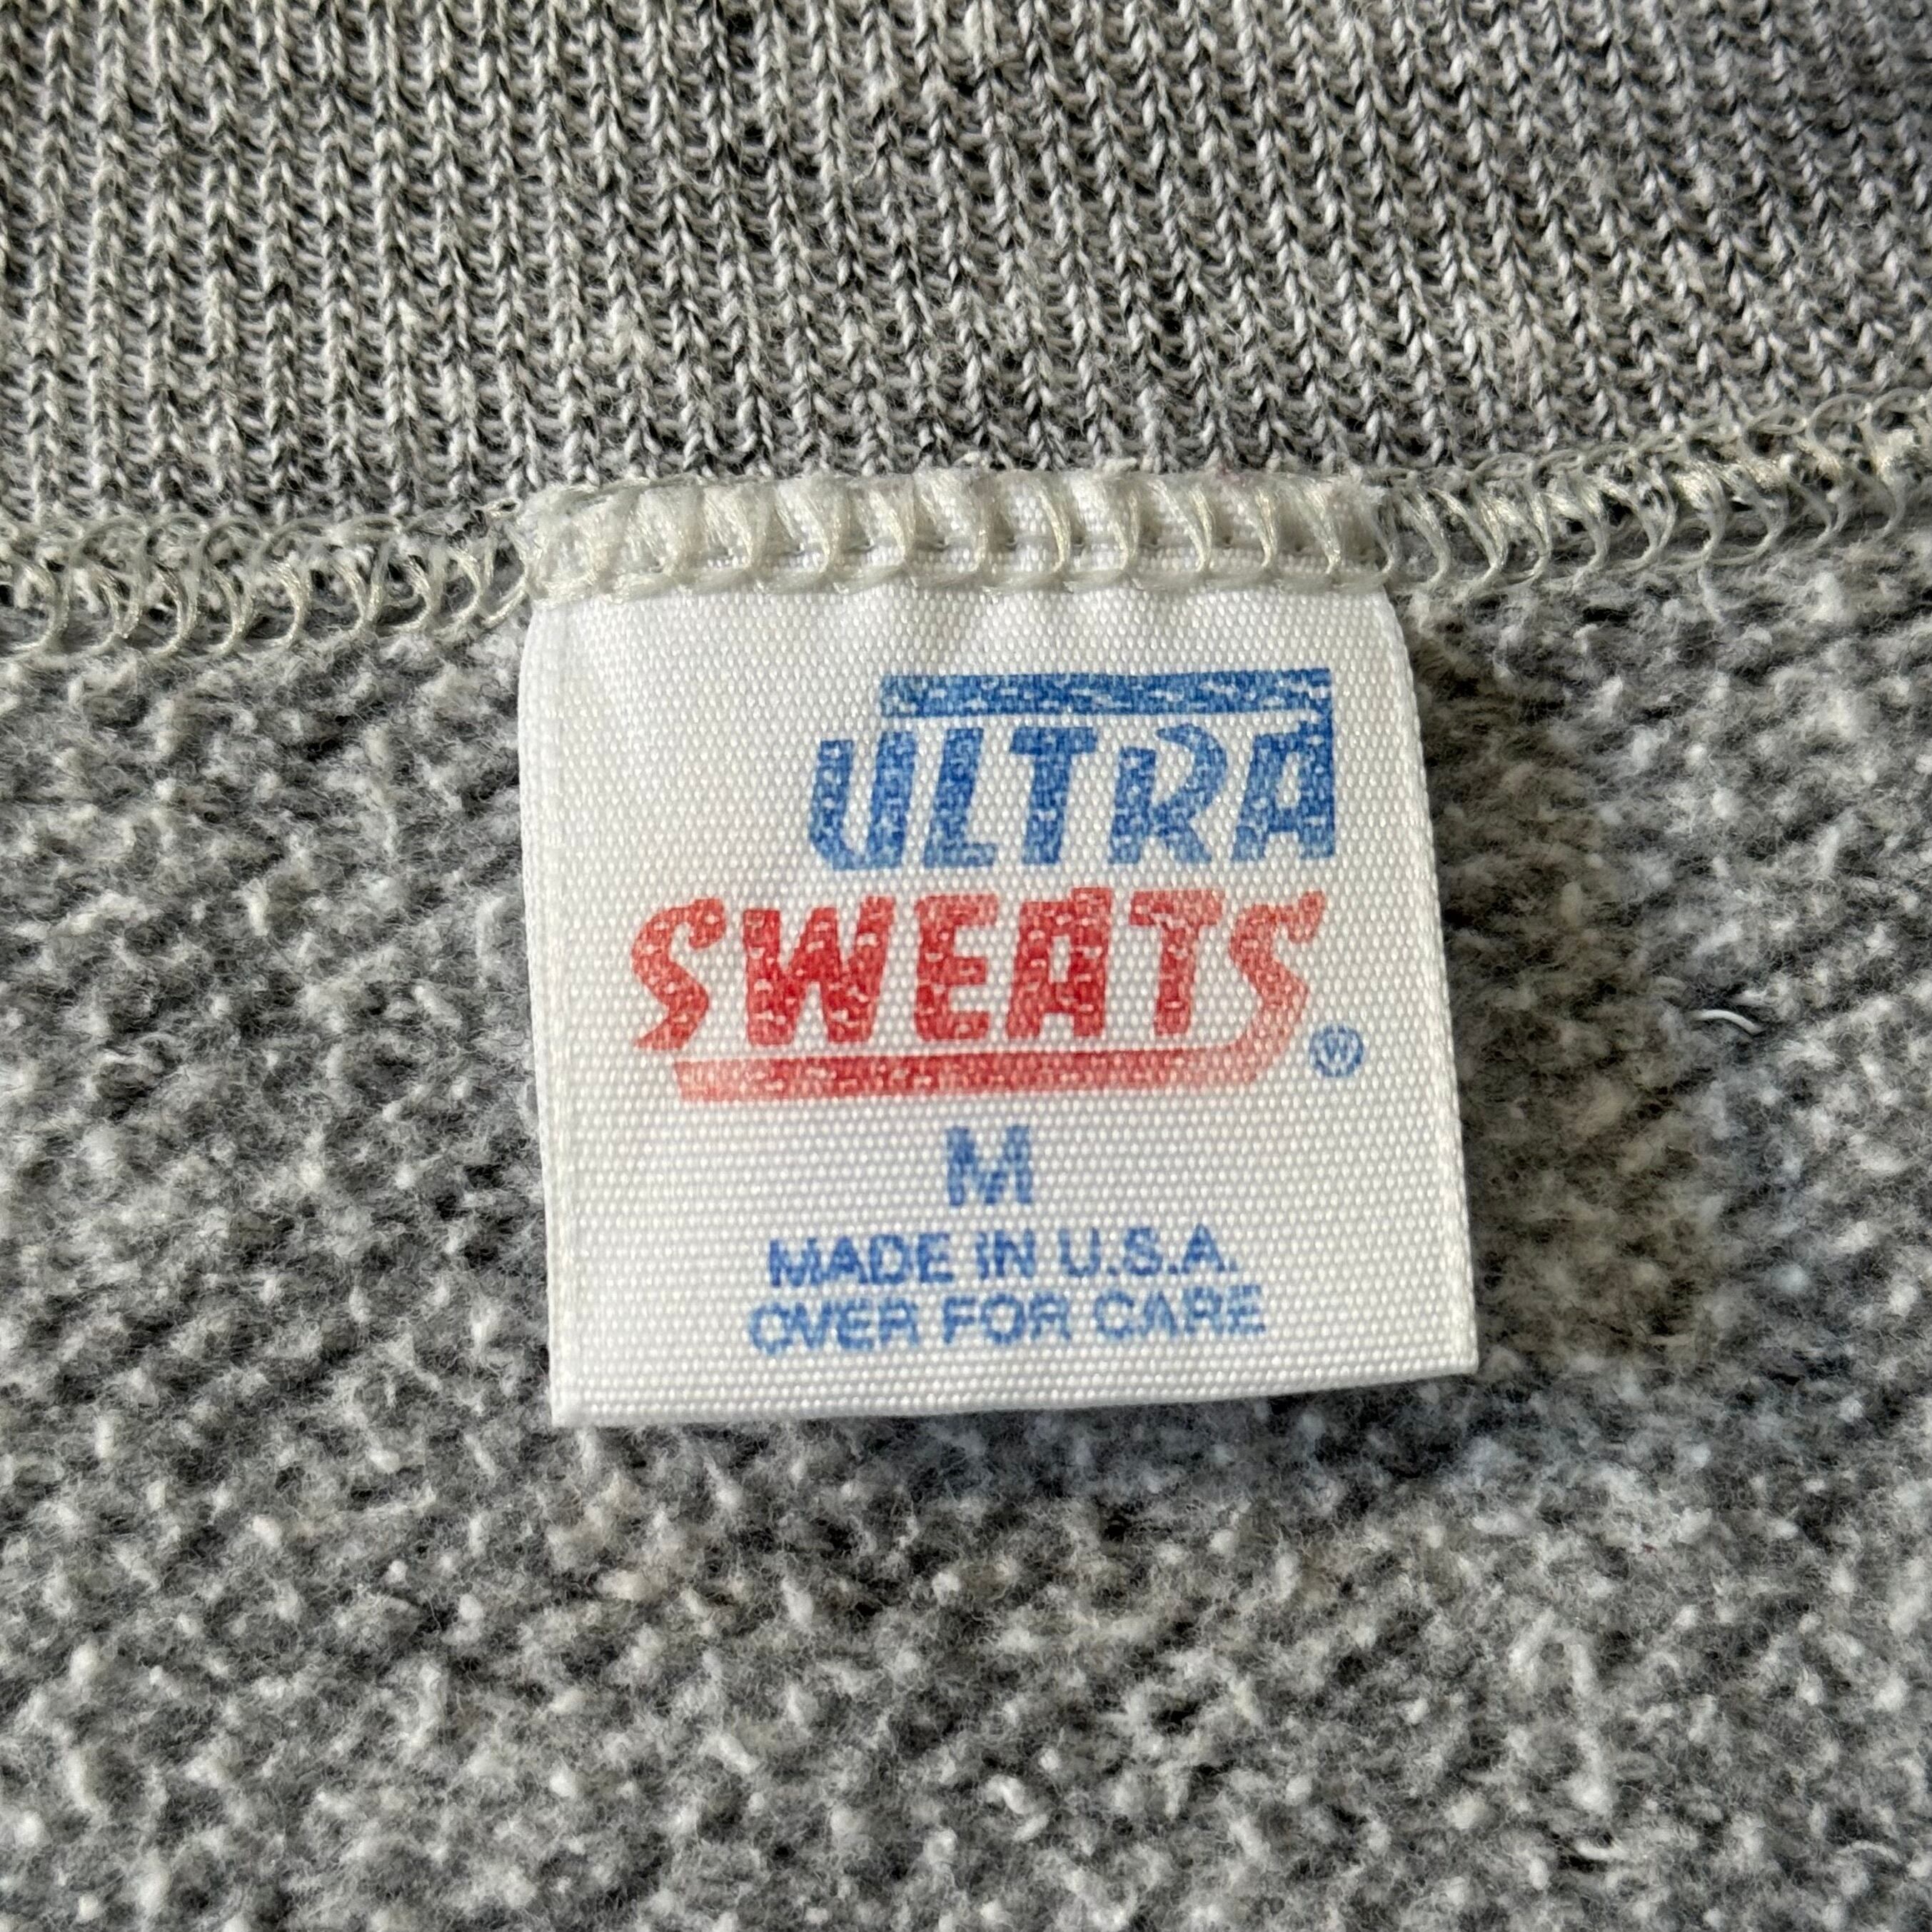 ULTRA
SWEATS Ⓦ
M
MADE IN U.S.A.
OVER FOR CARE